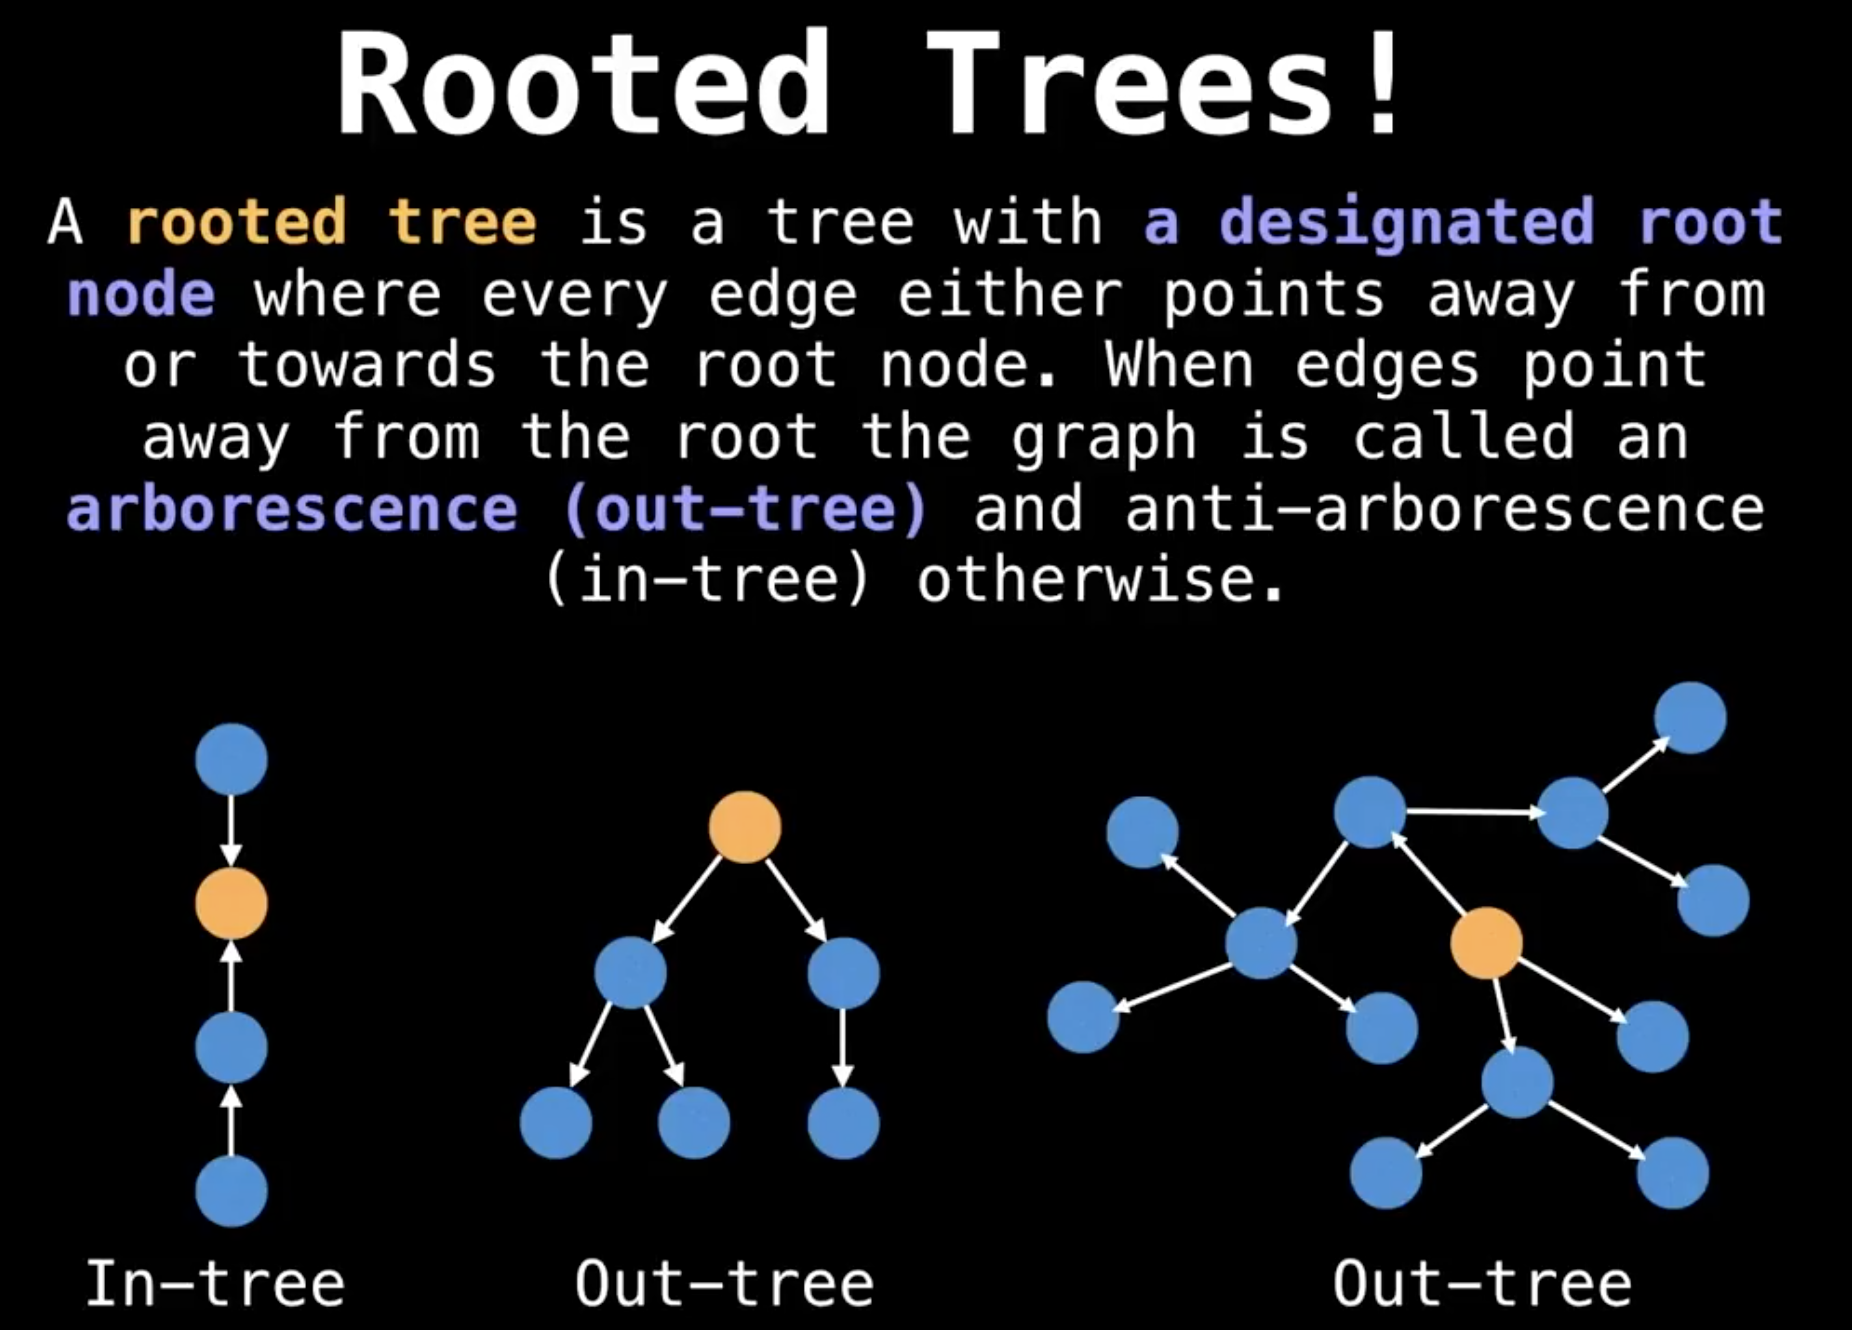 Rooted Trees!
A rooted tree is a tree with a designated root
node where every edge either points away from
or towards the root node. When edges point
away from the root the graph is called an
arborescence (out-tree) and anti-arborescence
(in-tree) otherwise.
In-tree
Out-tree
Out-tree